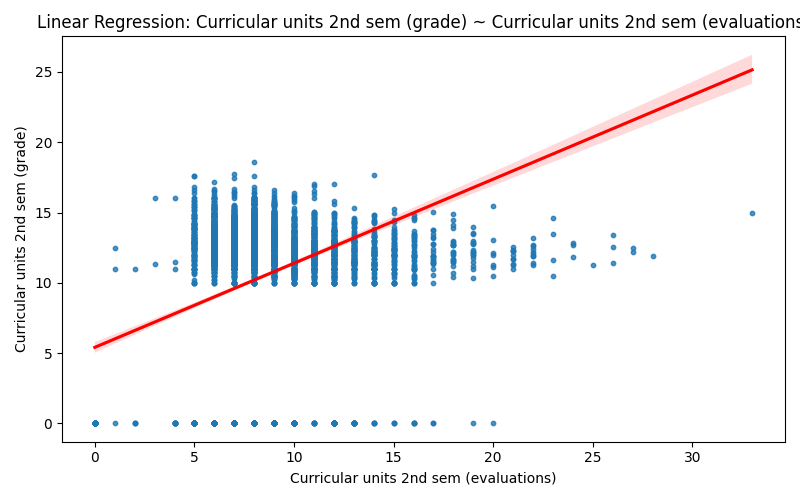 Linear Regression: Curricular units 2nd sem (grade) ~ Curricular units 2nd sem (evaluations
25
20
15
10
5
0
Curricular units 2nd sem (grade)
0 5 10 15 20 25 30
Curricular units 2nd sem (evaluations)